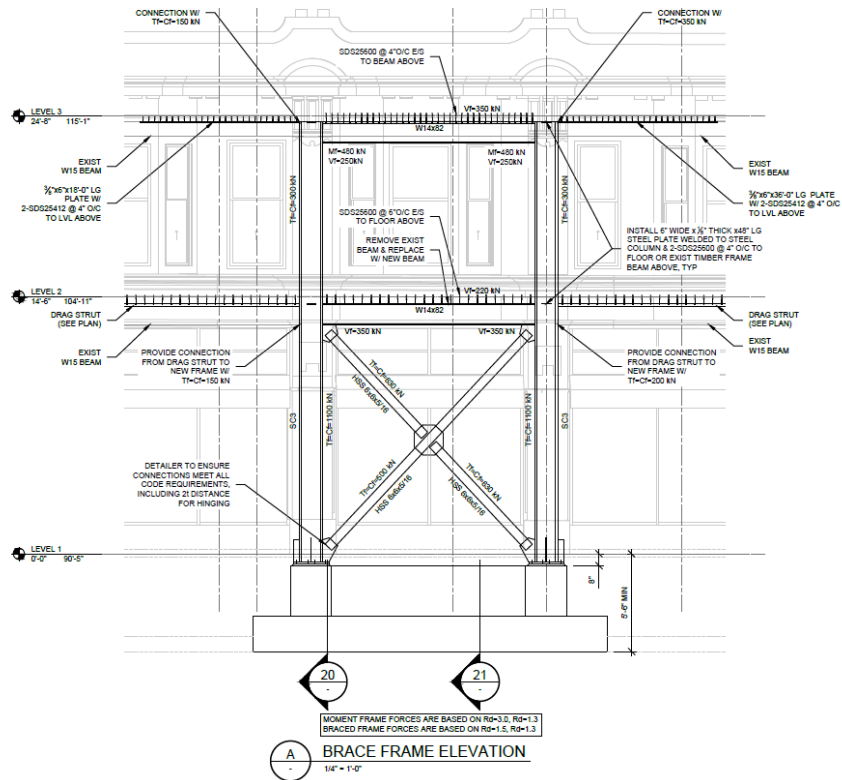 CONNECTION W/
Tf=Cf=150 kN
CONNECTION W/
Tf=Cf=350 kN
SDS25600 @ 4"O/C E/S
TO BEAM ABOVE
Vf=350 kN
LEVEL 3
24'-8" 115'-1"
W14x82
EXIST
W15 BEAM
Mf=480 kN
Vf=250kN
Mf=480 kN
Vf=250kN
EXIST
W15 BEAM
"x6"x18'-0" LG
PLATE W/
2-SDS25412 @ 4" O/C
TO LVL ABOVE
Tf=Cf=300 kN
Tf=Cf=300 kN
"x6"x36'-0" LG PLATE
W/ 2-SDS25412 @ 4" O/C
TO LVL ABOVE
SDS25600 @ 6"O/C E/S
TO FLOOR ABOVE
REMOVE EXIST
BEAM & REPLACE
W/ NEW BEAM
INSTALL 6" WIDE x THICK x48" LG
STEEL PLATE WELDED TO STEEL
COLUMN & 2-SDS25600 @ 4" O/C TO
FLOOR OR EXIST TIMBER FRAME
BEAM ABOVE, TYP
LEVEL 2
14'-6" 104'-11"
Vf=220 kN
W14x82
DRAG STRUT
(SEE PLAN)
DRAG STRUT
(SEE PLAN)
EXIST
W15 BEAM
Vf=350 kN
Vf=350 kN
EXIST
W15 BEAM
PROVIDE CONNECTION
FROM DRAG STRUT TO
NEW FRAME W/
Tf=Cf=150 kN
PROVIDE CONNECTION
FROM DRAG STRUT TO
NEW FRAME W/
Tf=Cf=200 kN
Tf=Cf=630 kN
HSS 6x6x5/16
SC3
Tf=Cf=1100 kN
Tf=Cf=1100 kN
SC3
DETAILER TO ENSURE
CONNECTIONS MEET ALL
CODE REQUIREMENTS,
INCLUDING 2t DISTANCE
FOR HINGING
Tf=Cf=500 kN
HSS 6x6x5/16
Tf=Cf=630 kN
HSS 6x6x5/16
LEVEL 1
0'-0" 90'-5"
8"
5'-6" MIN
20
-
21
-
MOMENT FRAME FORCES ARE BASED ON Rd=3.0, Rd=1.3
BRACED FRAME FORCES ARE BASED ON Rd=1.5, Rd=1.3
A
-
BRACE FRAME ELEVATION
1/4" = 1'-0"